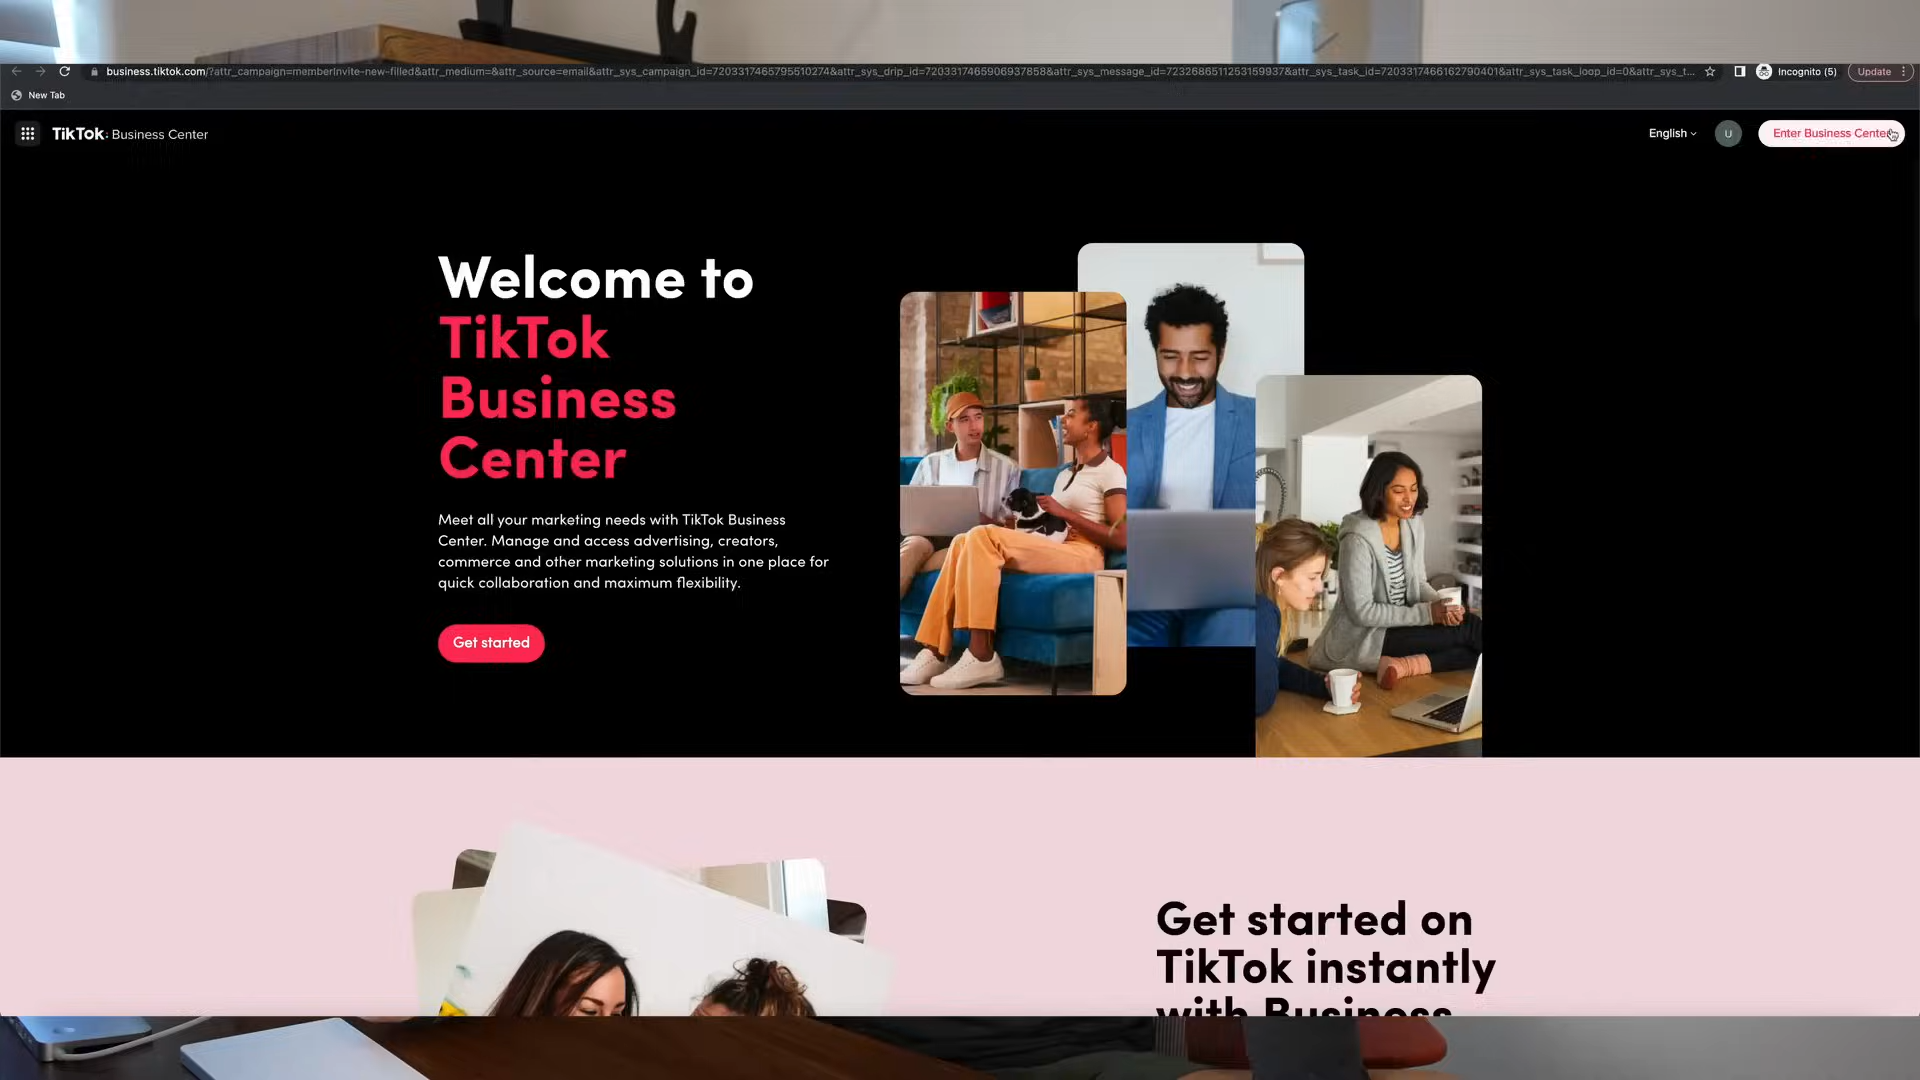 business.tiktok.com/?attr_campaign=memberInvite-new-filled&attr_medium=&attr_source=email&attr_sys_campaign_id=7203317465795510274&attr_sys_drip_id=7203317465906937858&attr_sys_message_id=7232686511253159937&attr_sys_task_id=7203317466162790401&attr_sys_task_loop_id=0&attr_sys_t...
Incognito (5)
Update
New Tab
TikTok: Business Center
English
U
Enter Business Center
Welcome to
TikTok
Business
Center
Meet all your marketing needs with TikTok Business
Center. Manage and access advertising, creators,
commerce and other marketing solutions in one place for
quick collaboration and maximum flexibility.
Get started
Get started on
TikTok instantly
with Business